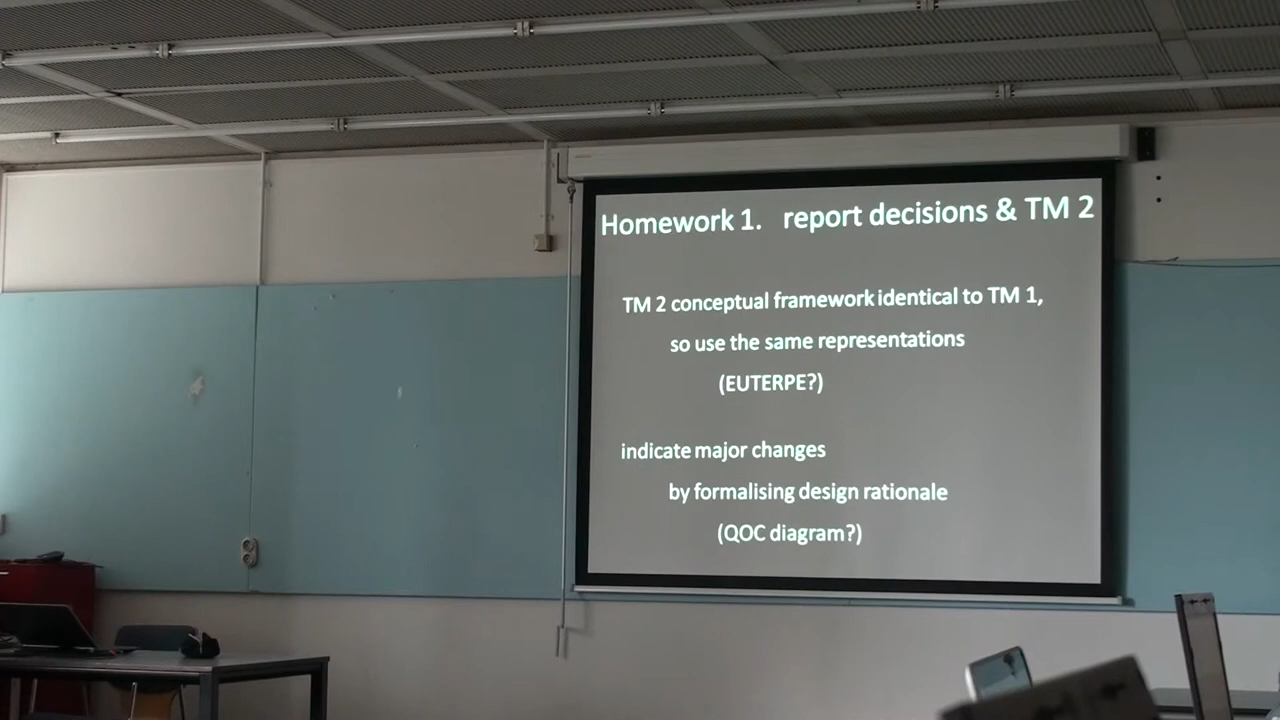 Homework 1. report decisions & TM 2
TM 2 conceptual framework identical to TM 1,
so use the same representations
(EUTERPE?)
indicate major changes
by formalising design rationale
(QOC diagram?)